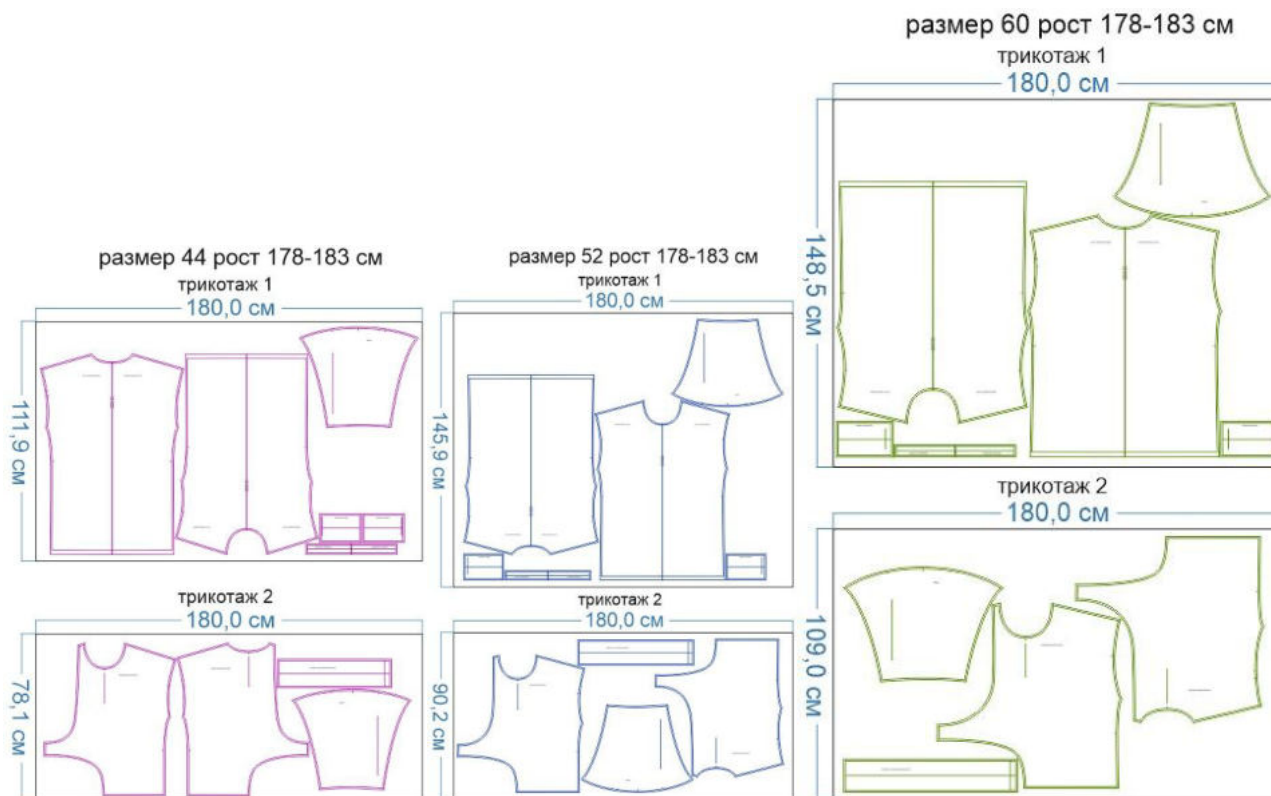 размер 60 рост 178-183 см
трикотаж 1
180,0 см
148,5 см
размер 44 рост 178-183 см
трикотаж 1
180,0 см
111,9 см
размер 52 рост 178-183 см
трикотаж 1
180,0 см
145,9 см
трикотаж 2
180,0 см
78,1 см
трикотаж 2
180,0 см
90,2 см
трикотаж 2
180,0 см
109,0 см